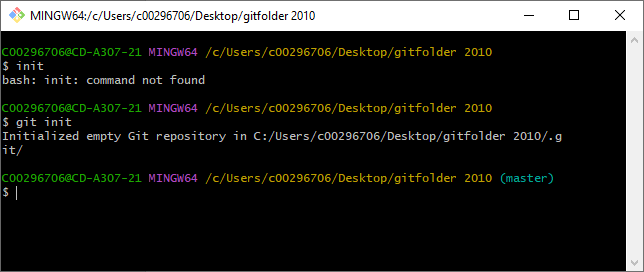 MINGW64:/c/Users/c00296706/Desktop/gitfolder 2010
C00296706@CD-A307-21 MINGW64 /c/Users/c00296706/Desktop/gitfolder 2010
$ init
bash: init: command not found
C00296706@CD-A307-21 MINGW64 /c/Users/c00296706/Desktop/gitfolder 2010
$ git init
Initialized empty Git repository in C:/Users/c00296706/Desktop/gitfolder 2010/.g
it/
C00296706@CD-A307-21 MINGW64 /c/Users/c00296706/Desktop/gitfolder 2010 (master)
$